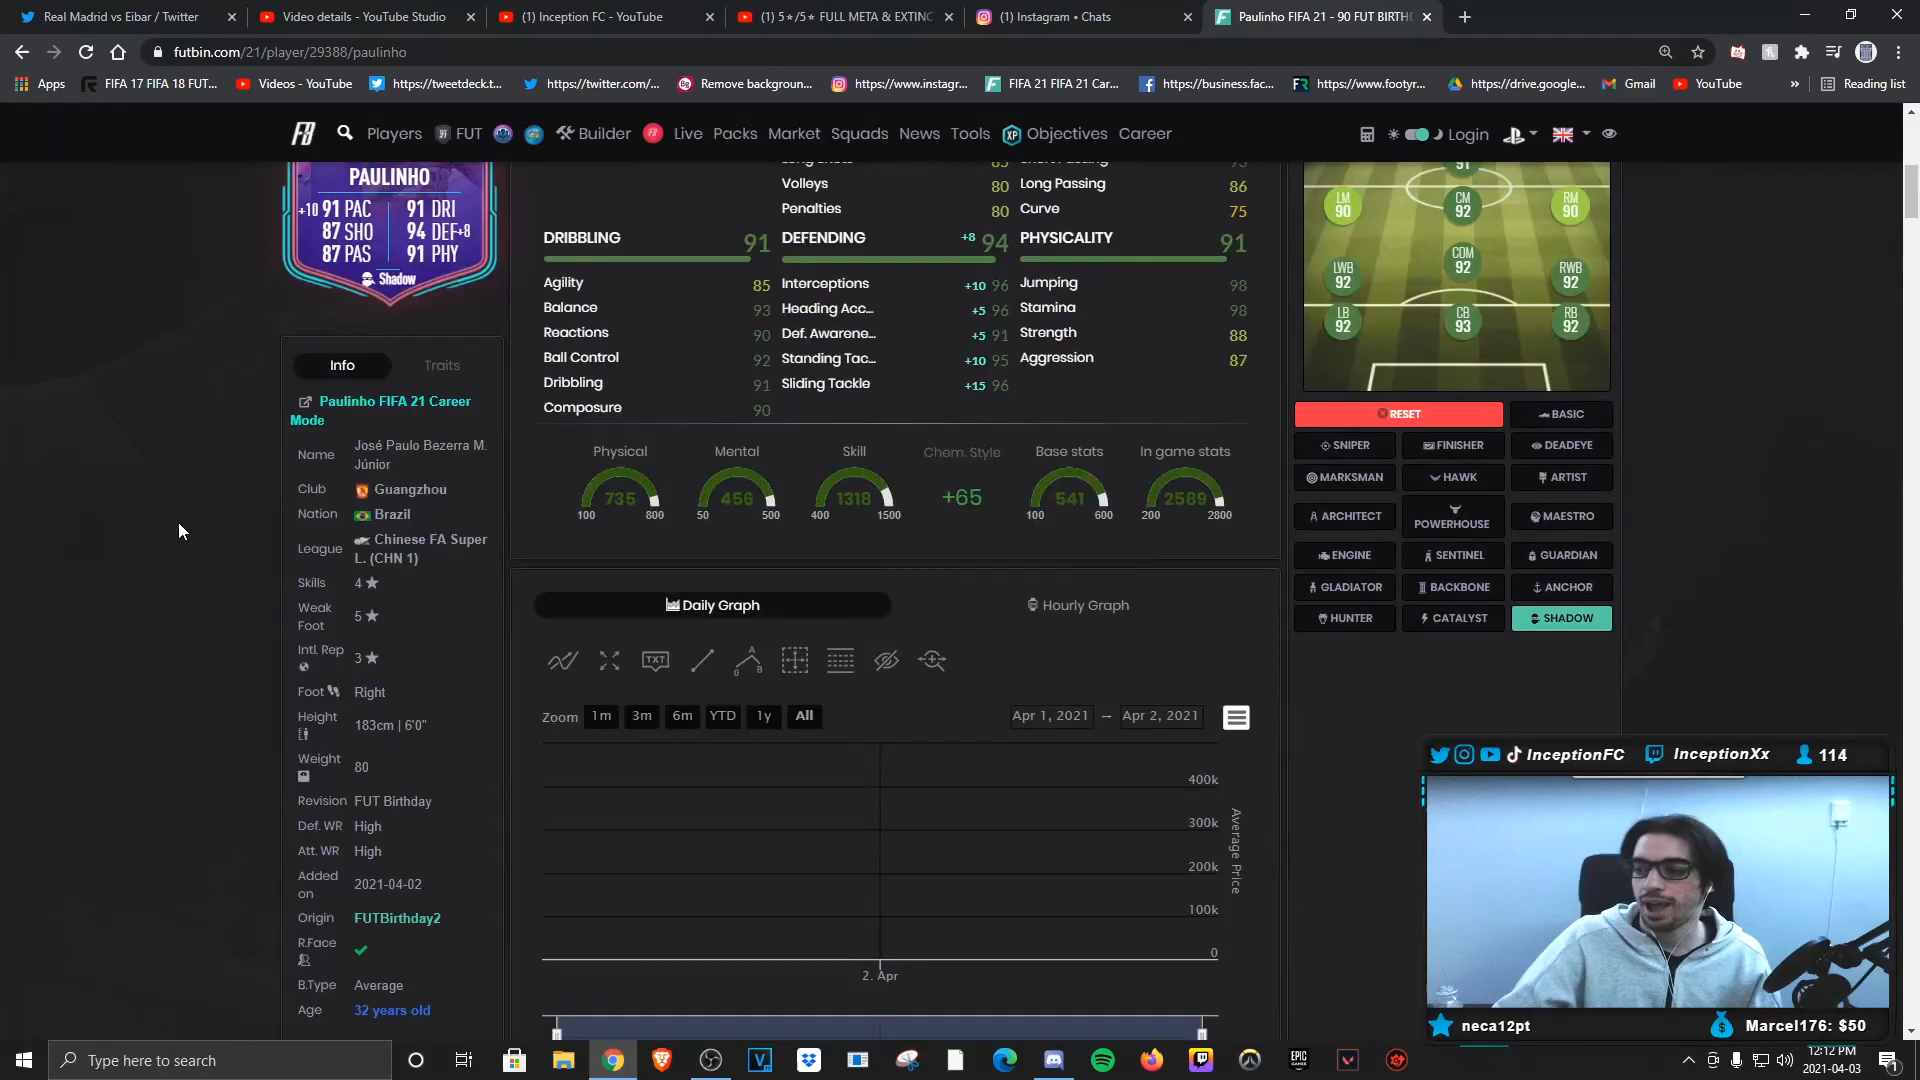 Real Madrid vs Eibar / Twitter
Video details - YouTube Studio
(1) Inception FC - YouTube
(1) 5★/5★ FULL META & EXTINC
(1) Instagram • Chats
Paulinho FIFA 21 - 90 FUT BIRTHD
futbin.com/21/player/29388/paulinho
Apps
FIFA 17 FIFA 18 FUT...
Videos - YouTube
https://tweetdeck.t...
https://twitter.com/...
Remove backgroun...
https://www.instagr...
FIFA 21 FIFA 21 Car...
https://business.fac...
https://www.footyr...
https://drive.google...
Gmail
YouTube
»
Reading list
Players
FUT
Builder
Live
Packs
Market
Squads
News
Tools
Objectives
Career
Login
PAULINHO
+10 91 PAC 91 DRI
87 SHO 94 DEF+8
87 PAS 91 PHY
Shadow
Volleys 80
Penalties 80
Long Passing 86
Curve 75
DRIBBLING 91
Agility 85
Balance 93
Reactions 90
Ball Control 92
Dribbling 91
Composure 90
DEFENDING +8 94
Interceptions +10 96
Heading Acc... +5 96
Def. Awarene... +5 91
Standing Tac... +10 95
Sliding Tackle +15 96
PHYSICALITY 91
Jumping 98
Stamina 98
Strength 88
Aggression 87
Physical
735
100 800
Mental
456
50 500
Skill
1318
400 1500
Chem. Style
+65
Base stats
541
100 600
In game stats
2589
200 2800
91
LM
90
CM
92
RM
90
CDM
92
LWB
92
RWB
92
LB
92
CB
93
RB
92
RESET
BASIC
SNIPER
FINISHER
DEADEYE
MARKSMAN
HAWK
ARTIST
ARCHITECT
POWERHOUSE
MAESTRO
ENGINE
SENTINEL
GUARDIAN
GLADIATOR
BACKBONE
ANCHOR
HUNTER
CATALYST
SHADOW
Info
Traits
Paulinho FIFA 21 Career
Mode
Name José Paulo Bezerra M.
Júnior
Club Guangzhou
Nation Brazil
League Chinese FA Super
L. (CHN 1)
Skills 4★
Weak
Foot 5★
Intl. Rep 3★
Foot Right
Height 183cm | 6'0"
Weight 80
Revision FUT Birthday
Def. WR High
Att. WR High
Added
on 2021-04-02
Origin FUTBirthday2
R.Face
B.Type Average
Age 32 years old
Daily Graph
Hourly Graph
TXT
A
0 B
Zoom 1m 3m 6m YTD 1y All
Apr 1, 2021 – Apr 2, 2021
400k
300k
200k
100k
0
Average Price
2. Apr
InceptionFC
InceptionXx
114
neca12pt
Marcel176: $50
Type here to search
12:12 PM
2021-04-03